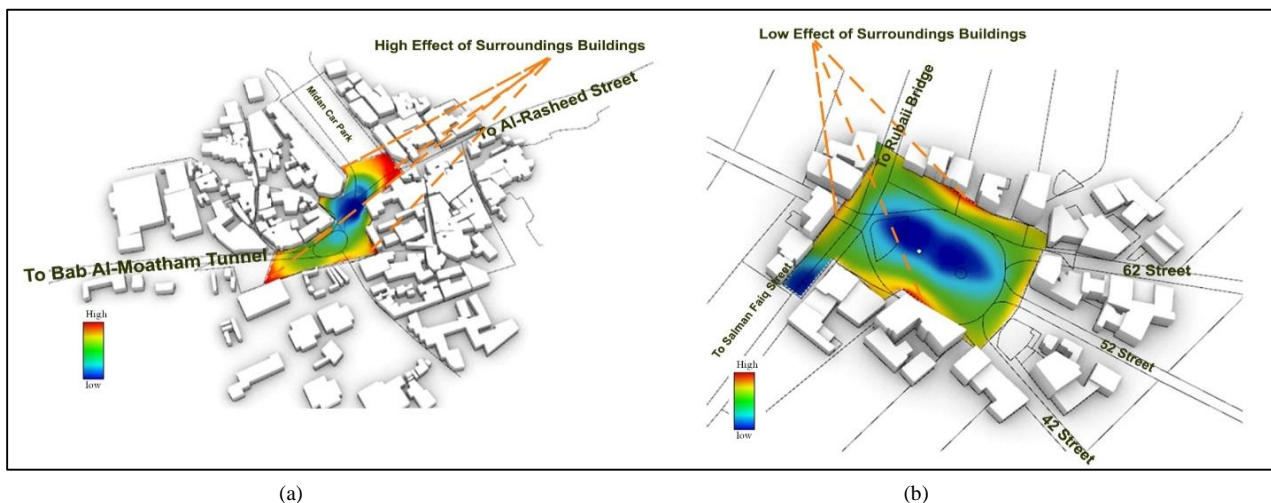 High Effect of Surroundings Buildings
Midan Car Park
To Al-Rasheed Street
To Bab Al-Moatham Tunnel
High
low
(a)
Low Effect of Surroundings Buildings
To Rubaii Bridge
62 Street
To Salman Faiq Street
52 Street
42 Street
High
low
(b)